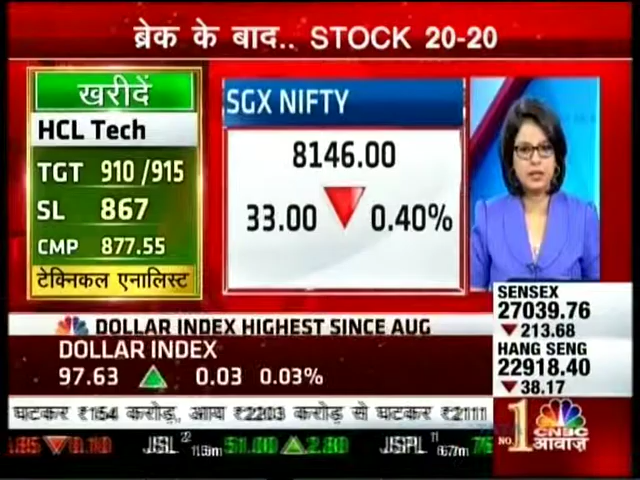 ब्रेक के बाद.. STOCK 20-20
खरीदें
HCL Tech
TGT 910 /915
SL 867
CMP 877.55
टेक्निकल एनालिस्ट
SGX NIFTY
8146.00
33.00 0.40%
SENSEX
27039.76
213.68
HANG SENG
22918.40
38.17
DOLLAR INDEX HIGHEST SINCE AUG
DOLLAR INDEX
97.63 0.03 0.03%
घटकर ₹154 करोड़, आय ₹2203 करोड़ से घटकर ₹2111
NO. 1 CNBC आवाज़
JSL 51.00 2.80 JSPL